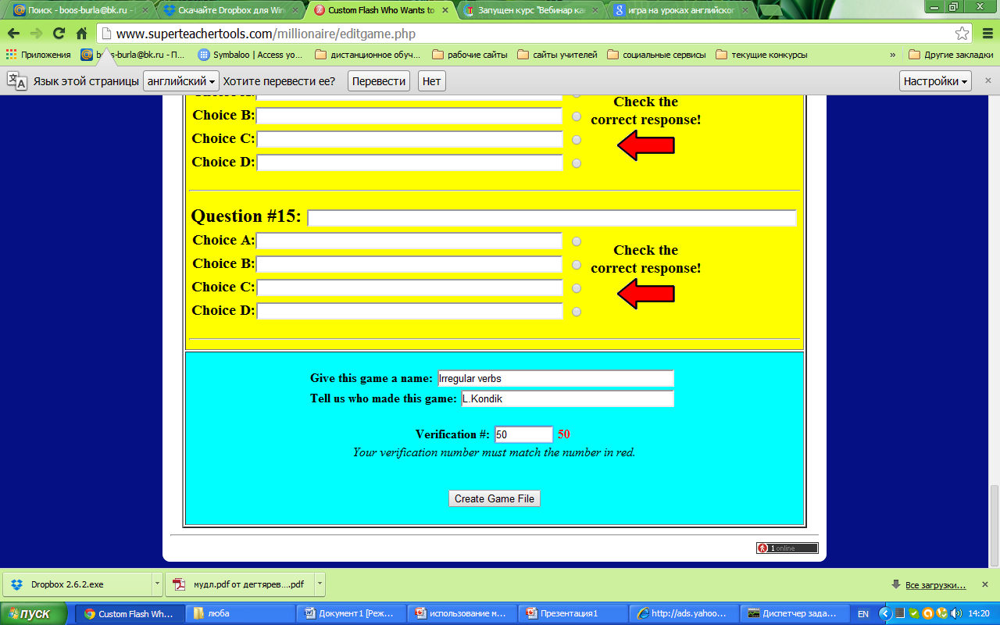 Поиск - boos-burla@bk.ru -
Скачайте Dropbox для Win
Custom Flash Who Wants to
Запущен курс "Вебинар ка
игра на уроках английског
www.superteachertools.com/millionaire/editgame.php
Приложения
Symbaloo | Access yo...
дистанционное обуч...
рабочие сайты
сайты учителей
социальные сервисы
текущие конкурсы
»
Другие закладки
Язык этой страницы
английский
Хотите перевести ее?
Перевести
Нет
Настройки
Check the
correct response!
Choice B:
Choice C:
Choice D:
Question #15:
Choice A:
Choice B:
Choice C:
Choice D:
Check the
correct response!
Give this game a name: Irregular verbs
Tell us who made this game: L.Kondik
Verification #: 50 50
Your verification number must match the number in red.
Create Game File
1 online
Dropbox 2.6.2.exe
мудл.pdf от дегтярев....pdf
Все загрузки...
пуск
Custom Flash Wh...
люба
Документ1 [Реж...
использование м...
Презентация1
http://ads.yahoo...
Диспетчер зада...
EN
14:20